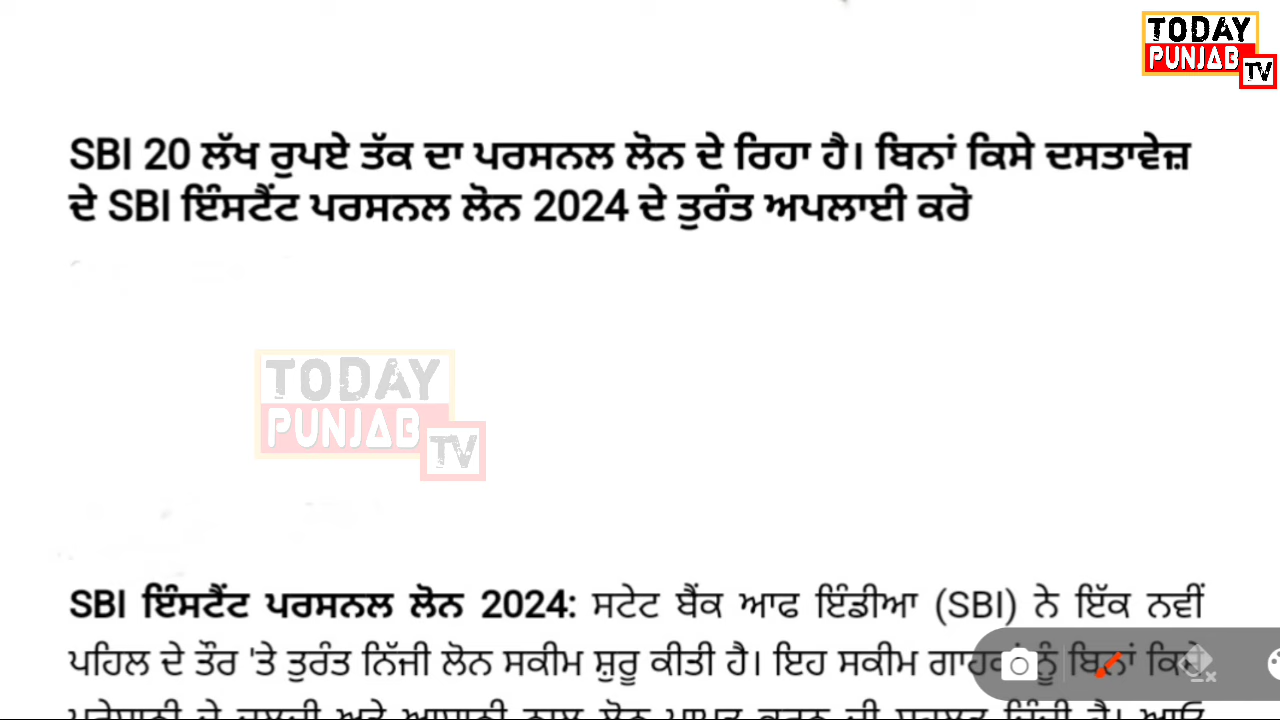 TODAY
PUNJAB
TV
SBI 20 ਲੱਖ ਰੁਪਏ ਤੱਕ ਦਾ ਪਰਸਨਲ ਲੋਨ ਦੇ ਰਿਹਾ ਹੈ। ਬਿਨਾਂ ਕਿਸੇ ਦਸਤਾਵੇਜ਼
ਦੇ SBI ਇੰਸਟੈਂਟ ਪਰਸਨਲ ਲੋਨ 2024 ਦੇ ਤੁਰੰਤ ਅਪਲਾਈ ਕਰੋ
TODAY
PUNJAB
TV
SBI ਇੰਸਟੈਂਟ ਪਰਸਨਲ ਲੋਨ 2024: ਸਟੇਟ ਬੈਂਕ ਆਫ ਇੰਡੀਆ (SBI) ਨੇ ਇੱਕ ਨਵੀਂ
ਪਹਿਲ ਦੇ ਤੌਰ 'ਤੇ ਤੁਰੰਤ ਨਿੱਜੀ ਲੋਨ ਸਕੀਮ ਸ਼ੁਰੂ ਕੀਤੀ ਹੈ। ਇਹ ਸਕੀਮ ਗਾਹਕਾਂ ਨੂੰ ਬਿਨਾਂ ਕਿਸੇ